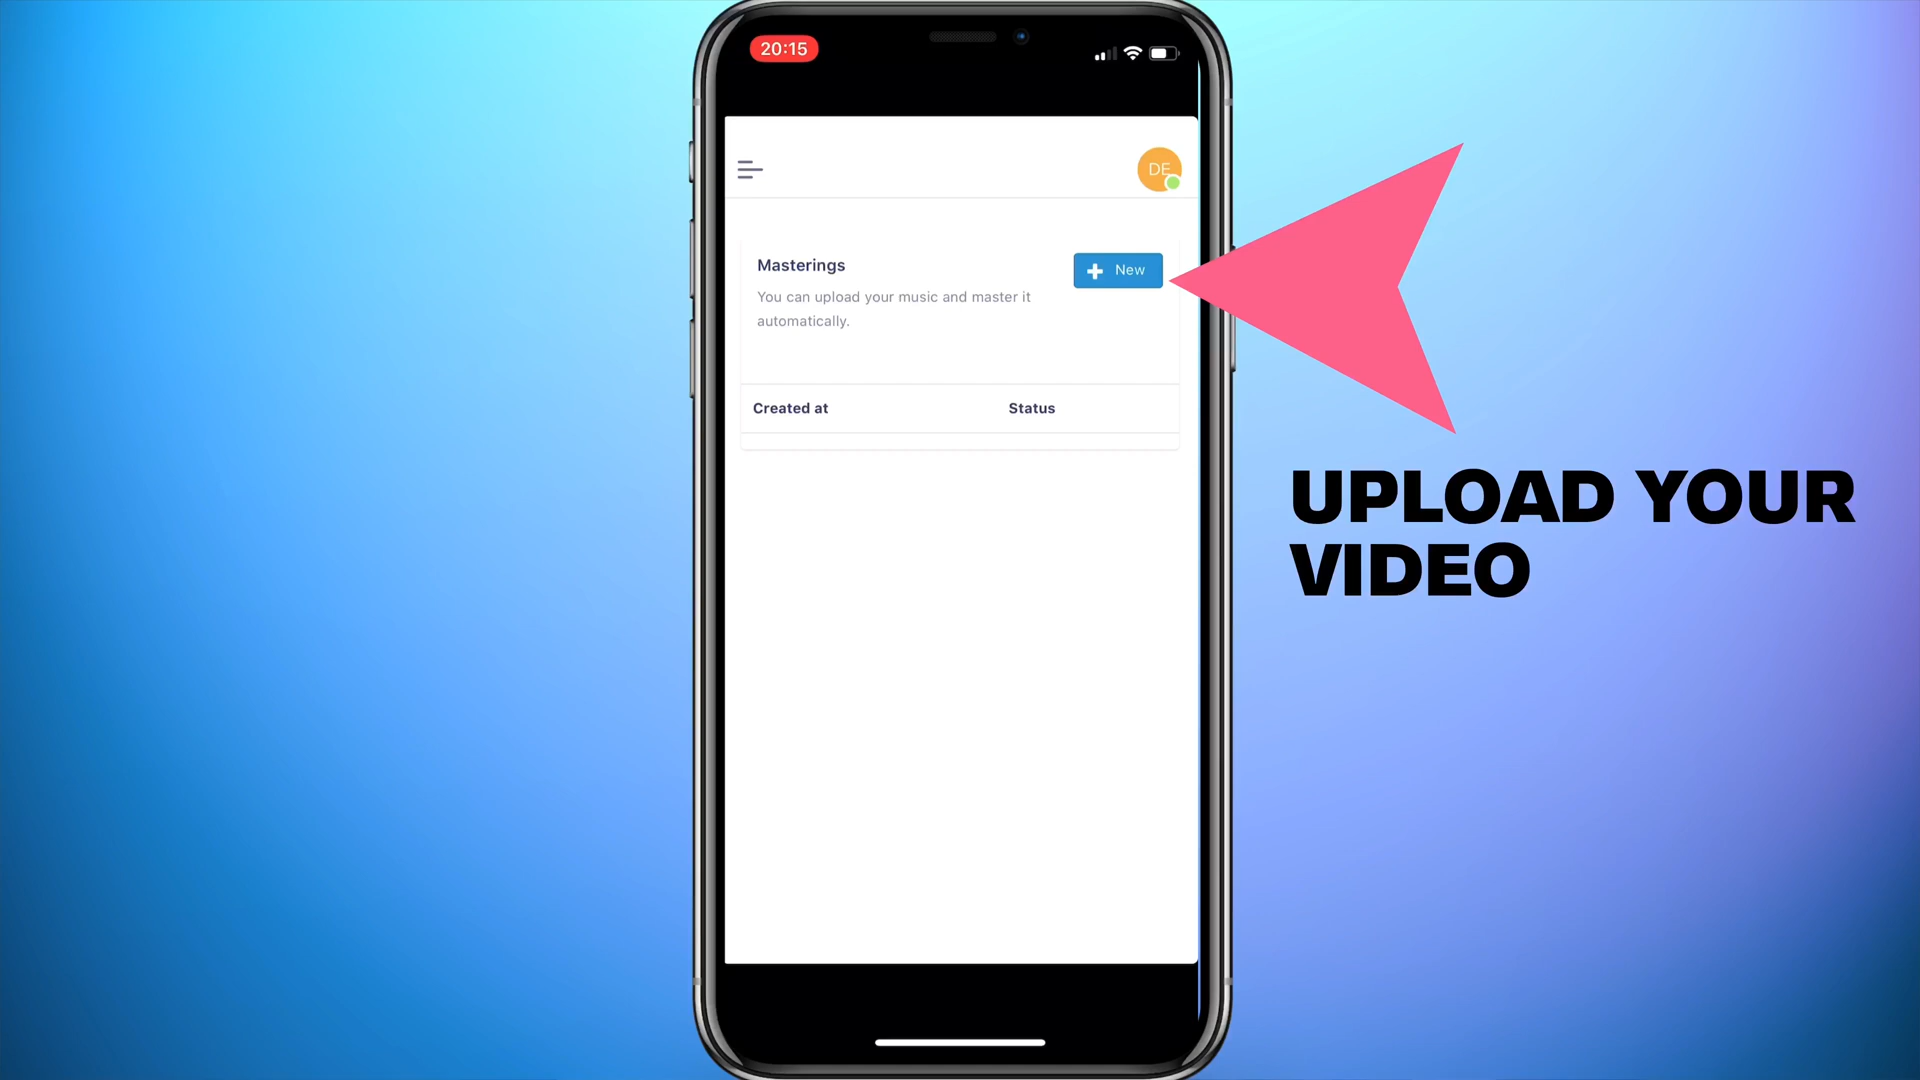 20:15
DE
Masterings
New
You can upload your music and master it
automatically.
Created at
Status
UPLOAD YOUR
VIDEO